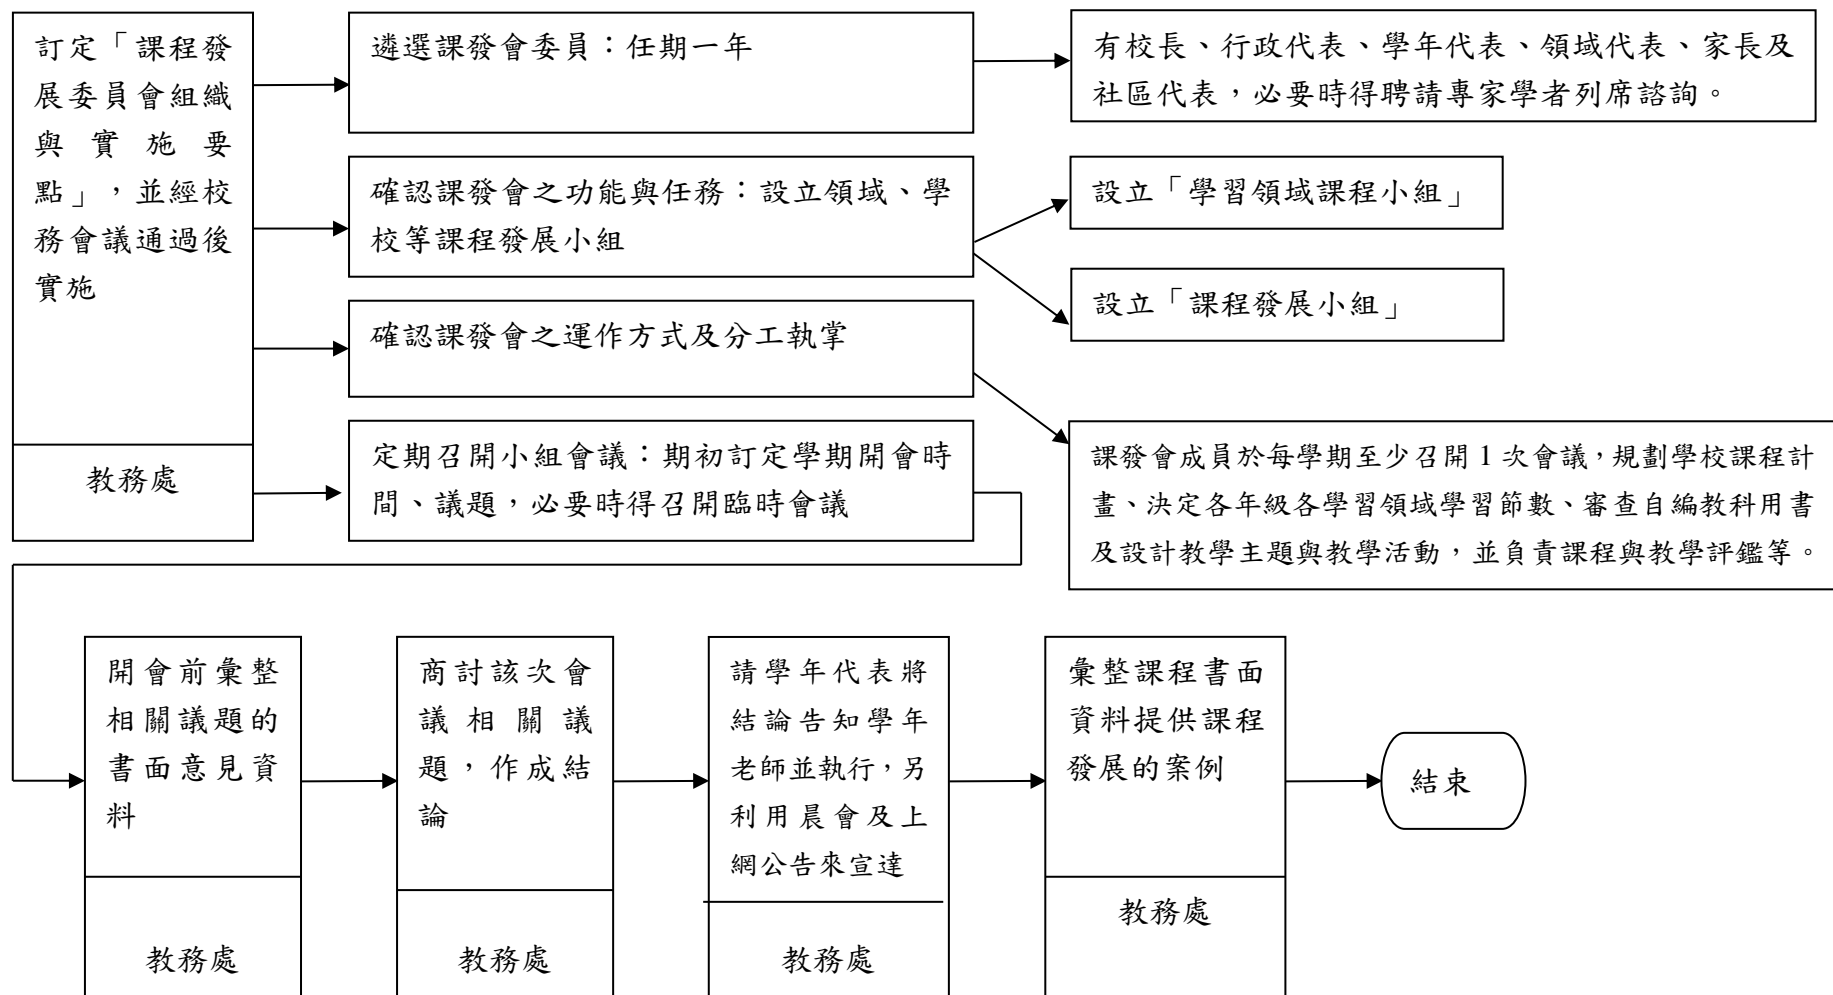 訂定「課程發
展委員會組織
與實施要
點」，並經校
務會議通過後
實施
教務處
遴選課發會委員：任期一年
有校長、行政代表、學年代表、領域代表、家長及
社區代表，必要時得聘請專家學者列席諮詢。
確認課發會之功能與任務：設立領域、學
校等課程發展小組
設立「學習領域課程小組」
設立「課程發展小組」
確認課發會之運作方式及分工執掌
課發會成員於每學期至少召開 1 次會議，規劃學校課程計
畫、決定各年級各學習領域學習節數、審查自編教科用書
及設計教學主題與教學活動，並負責課程與教學評鑑等。
定期召開小組會議：期初訂定學期開會時
間、議題，必要時得召開臨時會議
開會前彙整
相關議題的
書面意見資
料
教務處
商討該次會
議相關議
題，作成結
論
教務處
請學年代表將
結論告知學年
老師並執行，另
利用晨會及上
網公告來宣達
教務處
彙整課程書面
資料提供課程
發展的案例
教務處
結束